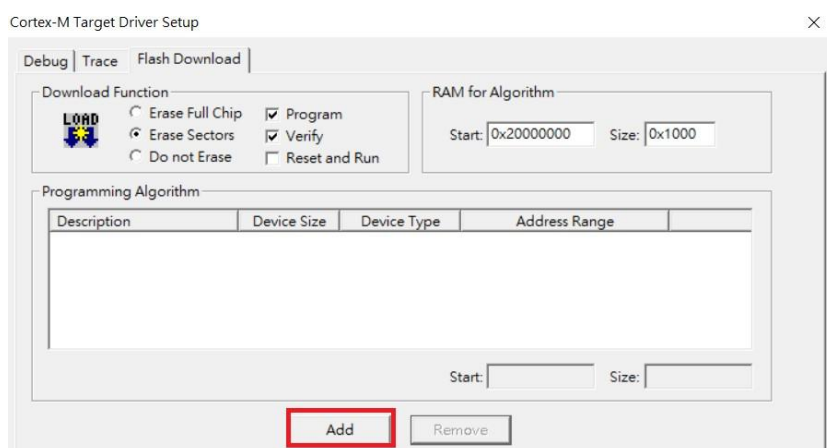 Cortex-M Target Driver Setup
Debug Trace Flash Download
Download Function
LOAD
Erase Full Chip
Erase Sectors
Do not Erase
Program
Verify
Reset and Run
RAM for Algorithm
Start: 0x20000000 Size: 0x1000
Programming Algorithm
Description Device Size Device Type Address Range
Start: Size:
Add Remove